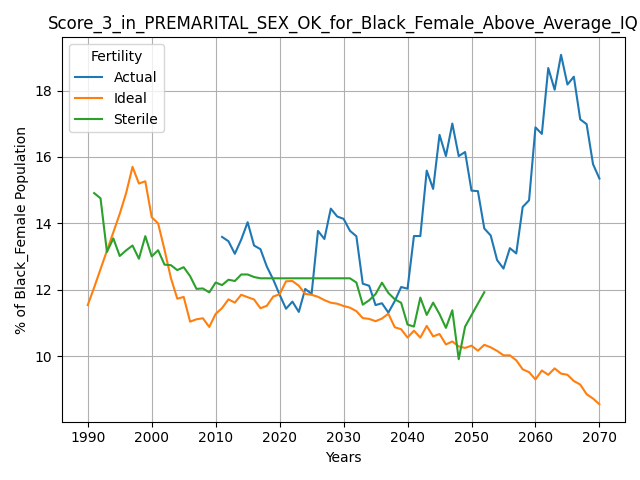 Score_3_in_PREMARITAL_SEX_OK_for_Black_Female_Above_Average_IQ
Fertility
Actual
Ideal
Sterile
% of Black_Female Population
18
16
14
12
10
1990 2000 2010 2020 2030 2040 2050 2060 2070
Years